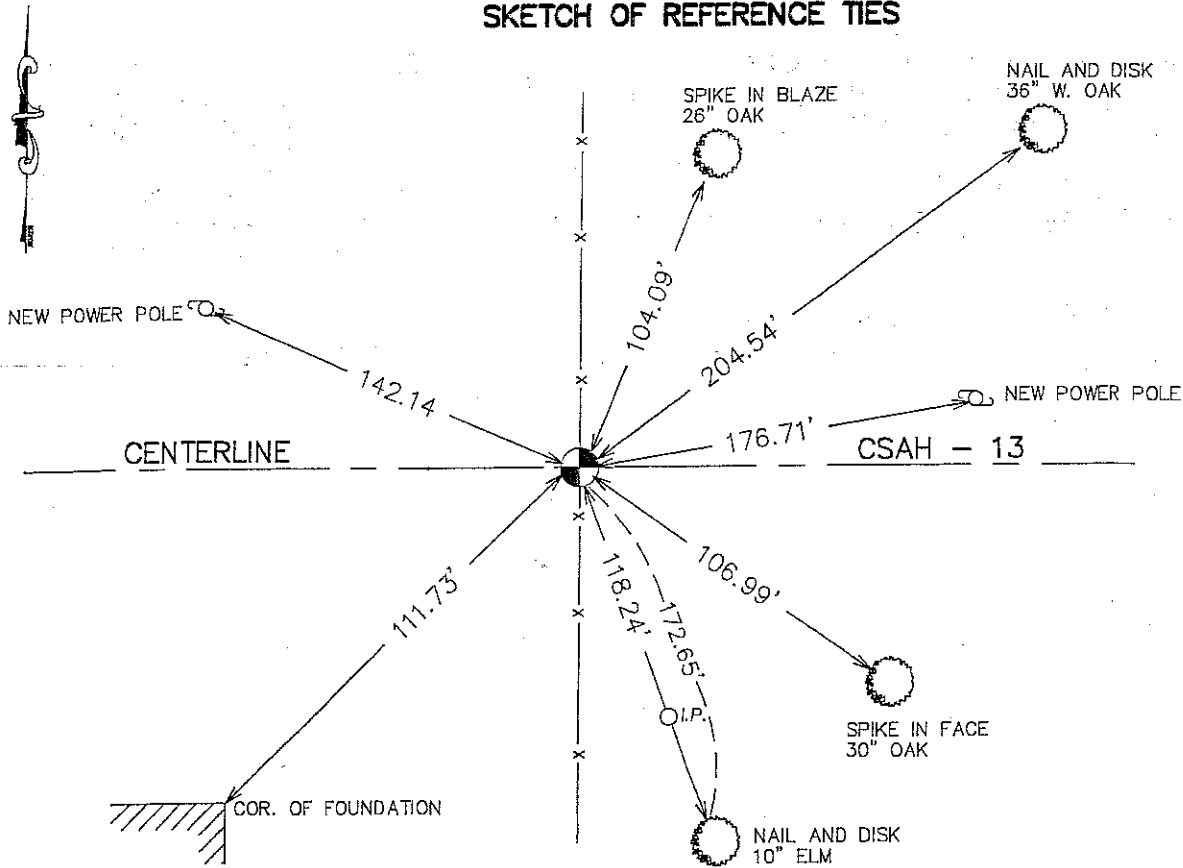 SKETCH OF REFERENCE TIES
NAIL AND DISK
36" W. OAK
SPIKE IN BLAZE
26" OAK
104.09'
204.54'
NEW POWER POLE
142.14
NEW POWER POLE
176.71'
CENTERLINE
CSAH - 13
111.73'
118.24'
172.65'
106.99'
I.P.
SPIKE IN FACE
30" OAK
COR. OF FOUNDATION
NAIL AND DISK
10" ELM